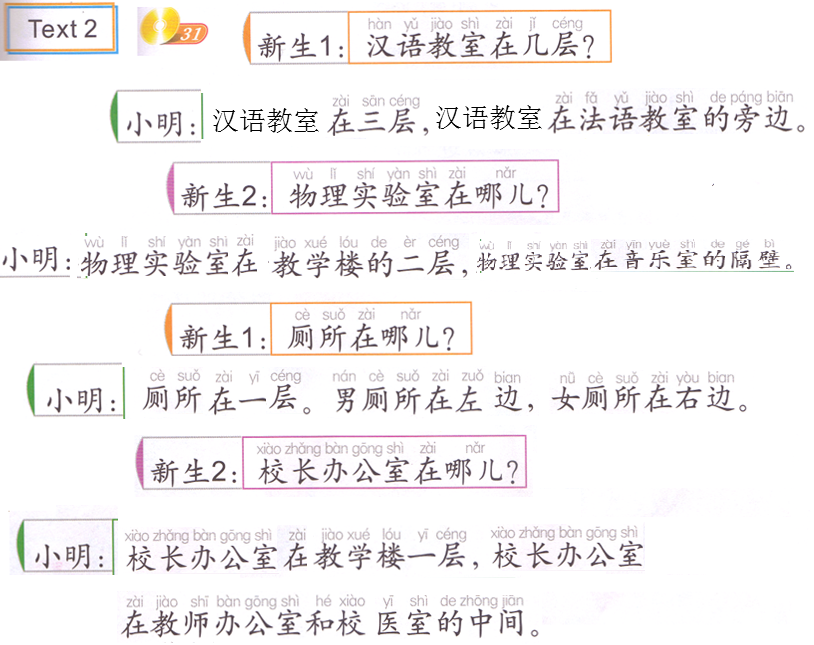 Text 2
31
hàn yǔ jiào shì zài jǐ céng
新生1：汉语教室在几层？
zài sān céng zài fǎ yǔ jiào shì de páng biān
小明：汉语教室在三层，汉语教室在法语教室的旁边。
wù lǐ shí yàn shì zài nǎr
新生2：物理实验室在哪儿？
wù lǐ shí yàn shì zài jiào xué lóu de èr céng wù lǐ shí yàn shì zài yīn yuè shì de gé bì
小明：物理实验室在教学楼的二层，物理实验室在音乐室的隔壁。
cè suǒ zài nǎr
新生1：厕所在哪儿？
cè suǒ zài yī céng nán cè suǒ zài zuǒ bian nǚ cè suǒ zài yòu bian
小明：厕所在一层。男厕所在左边，女厕所在右边。
xiào zhǎng bàn gōng shì zài nǎr
新生2：校长办公室在哪儿？
xiào zhǎng bàn gōng shì zài jiào xué lóu yī céng xiào zhǎng bàn gōng shì
小明：校长办公室在教学楼一层，校长办公室
zài jiào shī bàn gōng shì hé xiào yī shì de zhōng jiān
在教师办公室和校医室的中间。